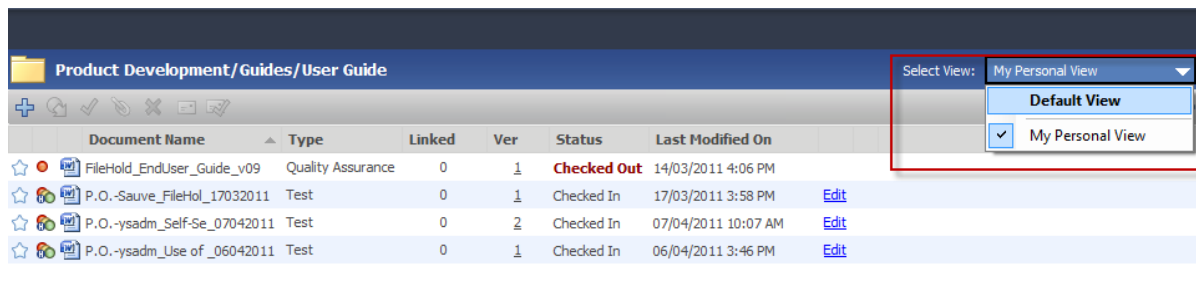 Product Development/Guides/User Guide Select View: My Personal View
Default View
My Personal View
Document Name Type Linked Ver Status Last Modified On
FileHold_EndUser_Guide_v09 Quality Assurance 0 1 Checked Out 14/03/2011 4:06 PM
P.O.-Sauve_FileHol_17032011 Test 0 1 Checked In 17/03/2011 3:58 PM Edit
P.O.-ysadm_Self-Se_07042011 Test 0 2 Checked In 07/04/2011 10:07 AM Edit
P.O.-ysadm_Use of _06042011 Test 0 1 Checked In 06/04/2011 3:46 PM Edit